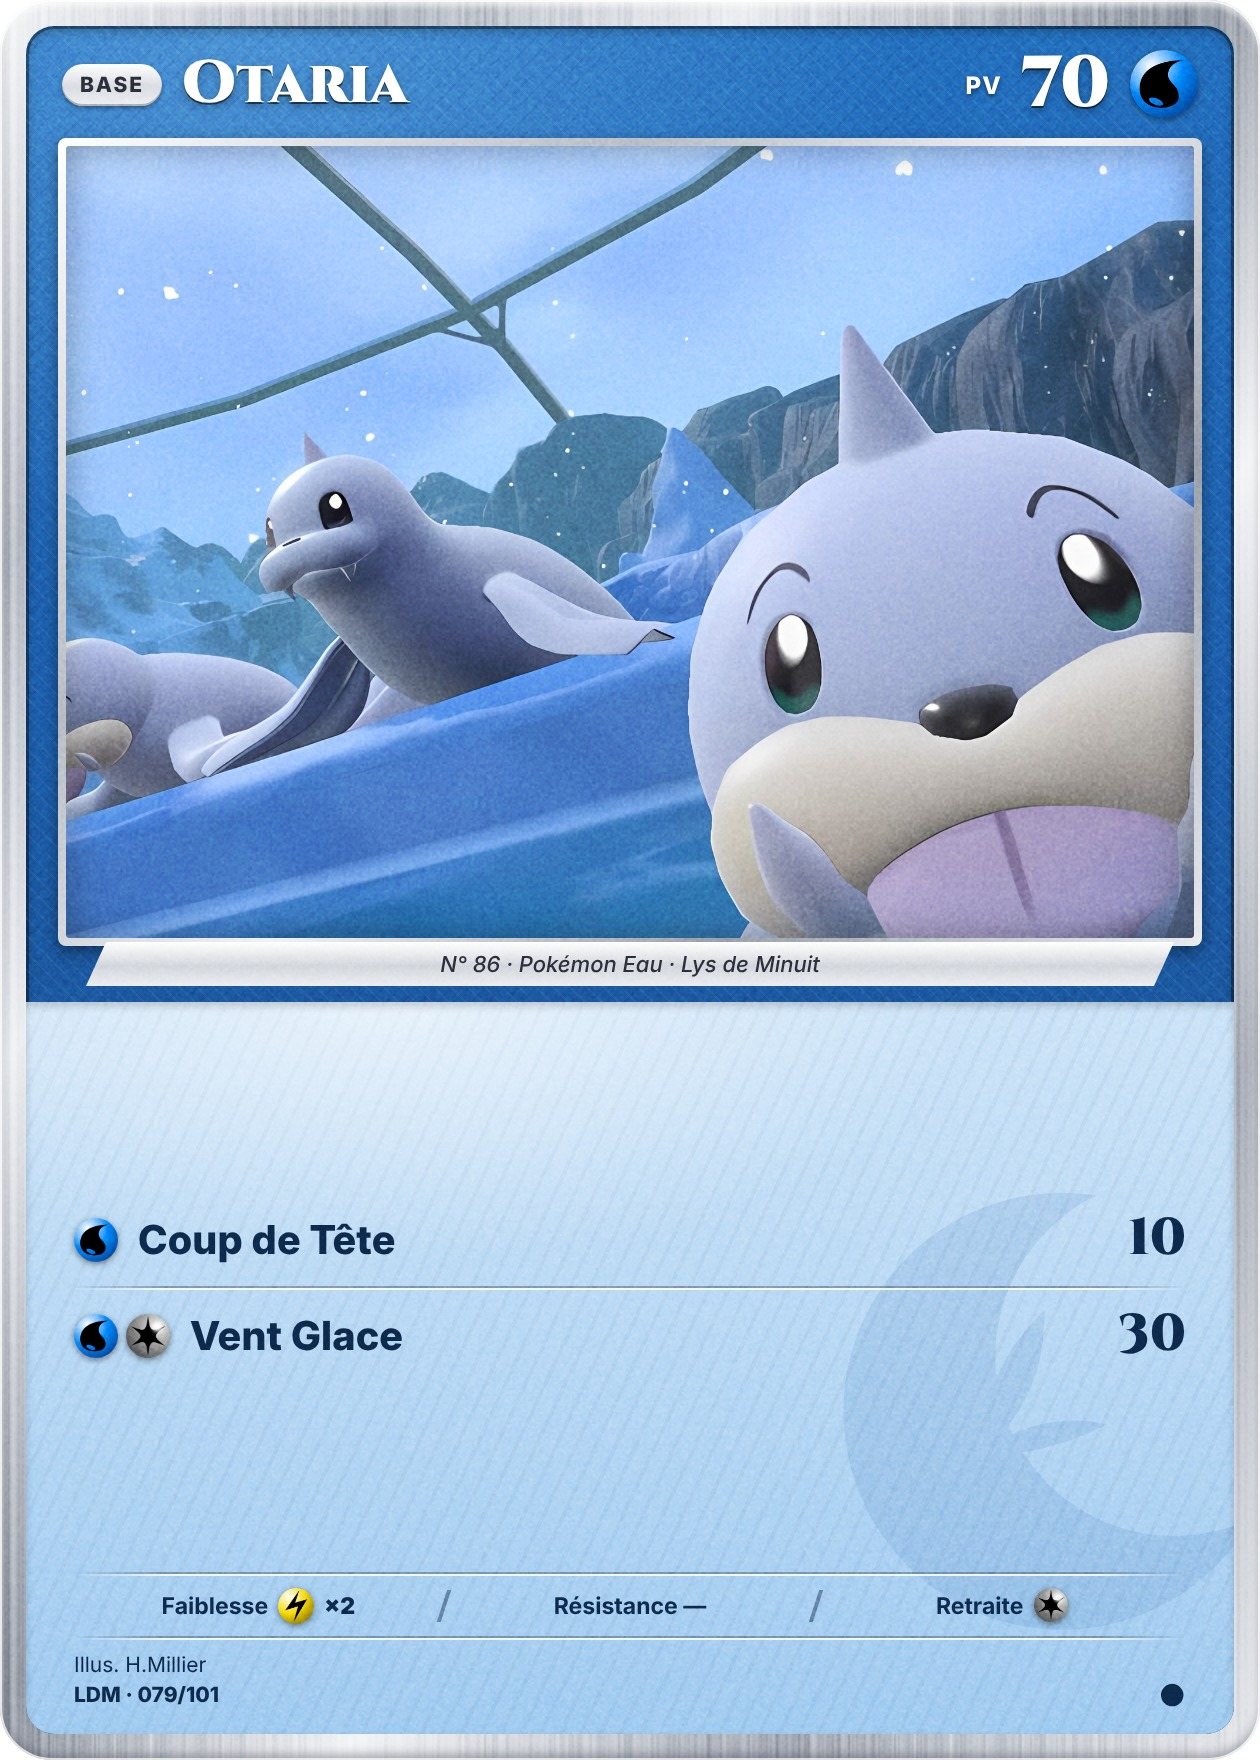 BASE OTARIA PV 70
N° 86 · Pokémon Eau · Lys de Minuit
Coup de Tête 10
Vent Glace 30
Faiblesse ×2 / Résistance — / Retraite
Illus. H.Millier
LDM · 079/101